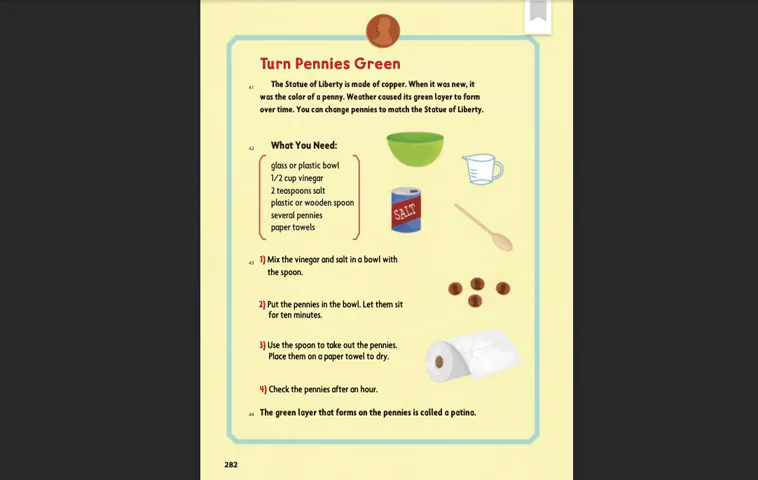 Turn Pennies Green
41 The Statue of Liberty is made of copper. When it was new, it
was the color of a penny. Weather caused its green layer to form
over time. You can change pennies to match the Statue of Liberty.
42 What You Need:
glass or plastic bowl
1/2 cup vinegar
2 teaspoons salt
plastic or wooden spoon
several pennies
paper towels
SALT
43 1) Mix the vinegar and salt in a bowl with
the spoon.
2) Put the pennies in the bowl. Let them sit
for ten minutes.
3) Use the spoon to take out the pennies.
Place them on a paper towel to dry.
4) Check the pennies after an hour.
44 The green layer that forms on the pennies is called a patina.
282